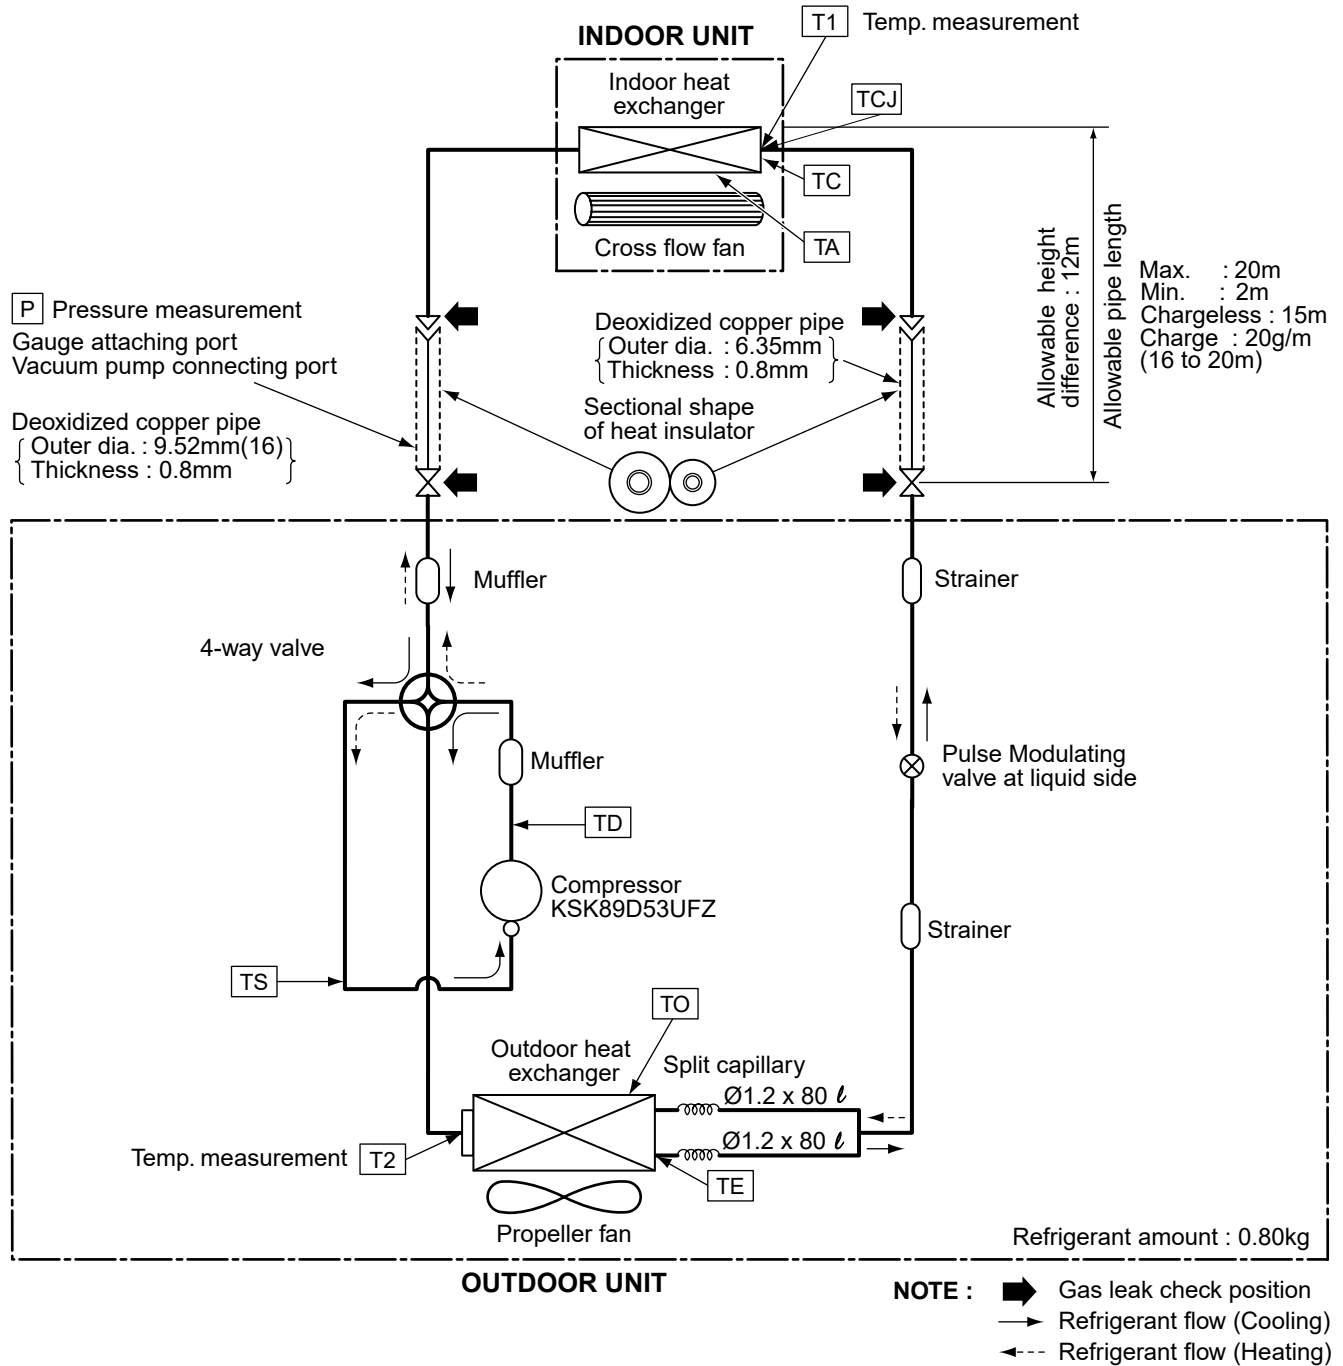 T1 Temp. measurement
INDOOR UNIT
Indoor heat
exchanger
TCJ
TC
Cross flow fan
TA
Allowable height
difference : 12m
Allowable pipe length
Max. : 20m
Min. : 2m
Chargeless : 15m
Charge : 20g/m
(16 to 20m)
P Pressure measurement
Gauge attaching port
Vacuum pump connecting port
Deoxidized copper pipe
Outer dia. : 9.52mm(16)
Thickness : 0.8mm
Deoxidized copper pipe
Outer dia. : 6.35mm
Thickness : 0.8mm
Sectional shape
of heat insulator
Muffler
Strainer
4-way valve
Muffler
Pulse Modulating
valve at liquid side
TD
Compressor
KSK89D53UFZ
Strainer
TS
TO
Outdoor heat
exchanger
Split capillary
Ø1.2 x 80 ℓ
Ø1.2 x 80 ℓ
Temp. measurement T2
TE
Propeller fan
Refrigerant amount : 0.80kg
OUTDOOR UNIT
NOTE : Gas leak check position
Refrigerant flow (Cooling)
Refrigerant flow (Heating)